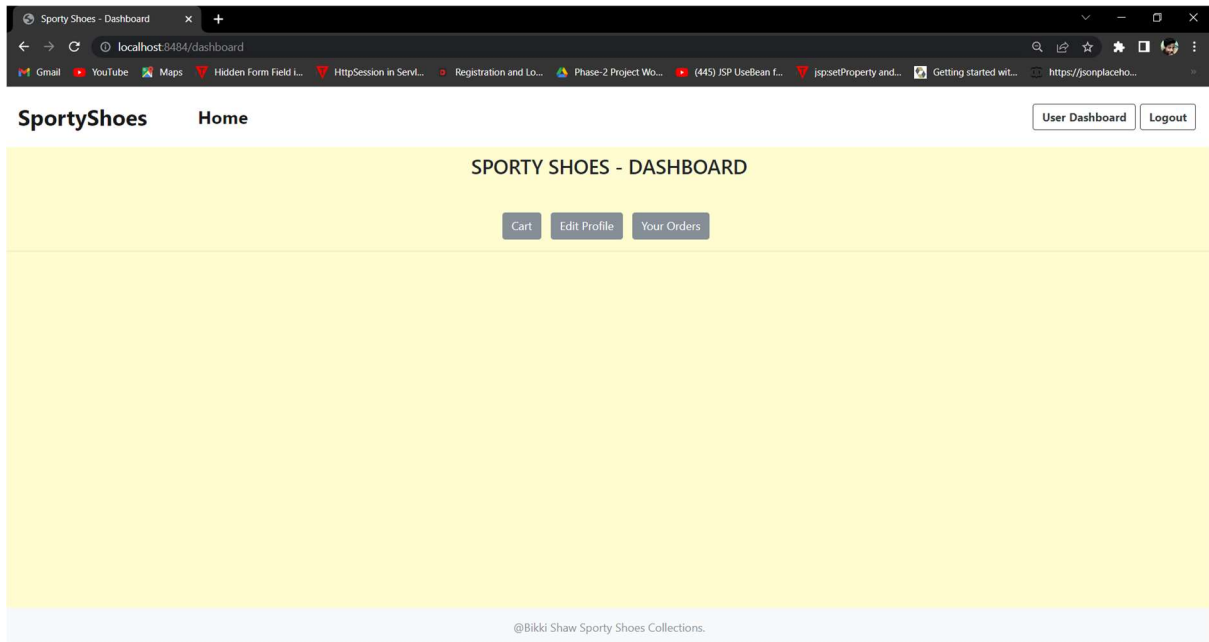 Sporty Shoes - Dashboard
localhost:8484/dashboard
Gmail YouTube Maps Hidden Form Field i... HttpSession in Servl... Registration and Lo... Phase-2 Project Wo... (445) JSP UseBean f... jsp:setProperty and... Getting started wit... https://jsonplaceho...
SportyShoes Home User Dashboard Logout
SPORTY SHOES - DASHBOARD
Cart Edit Profile Your Orders
@Bikki Shaw Sporty Shoes Collections.